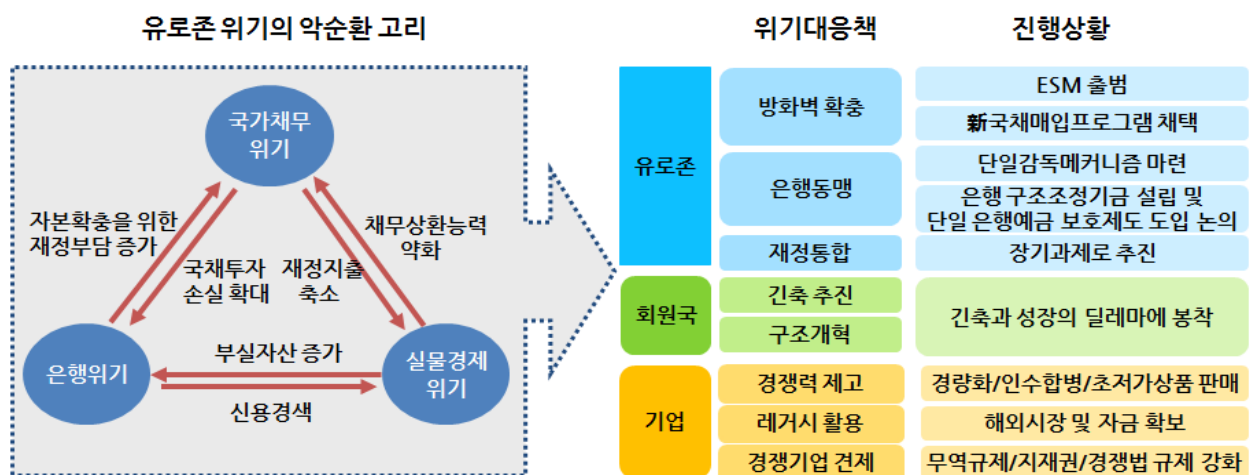 유로존 위기의 악순환 고리
위기대응책
진행상황
국가채무
위기
자본확충을 위한
재정부담 증가
국채투자
손실 확대
재정지출
축소
채무상환능력
약화
은행위기
부실자산 증가
신용경색
실물경제
위기
유로존
방화벽 확충
ESM 출범
新국채매입프로그램 채택
은행동맹
단일감독메커니즘 마련
은행 구조조정기금 설립 및
단일 은행예금 보호제도 도입 논의
재정통합
장기과제로 추진
회원국
긴축 추진
구조개혁
긴축과 성장의 딜레마에 봉착
기업
경쟁력 제고
경량화/인수합병/초저가상품 판매
레거시 활용
해외시장 및 자금 확보
경쟁기업 견제
무역규제/지재권/경쟁법 규제 강화